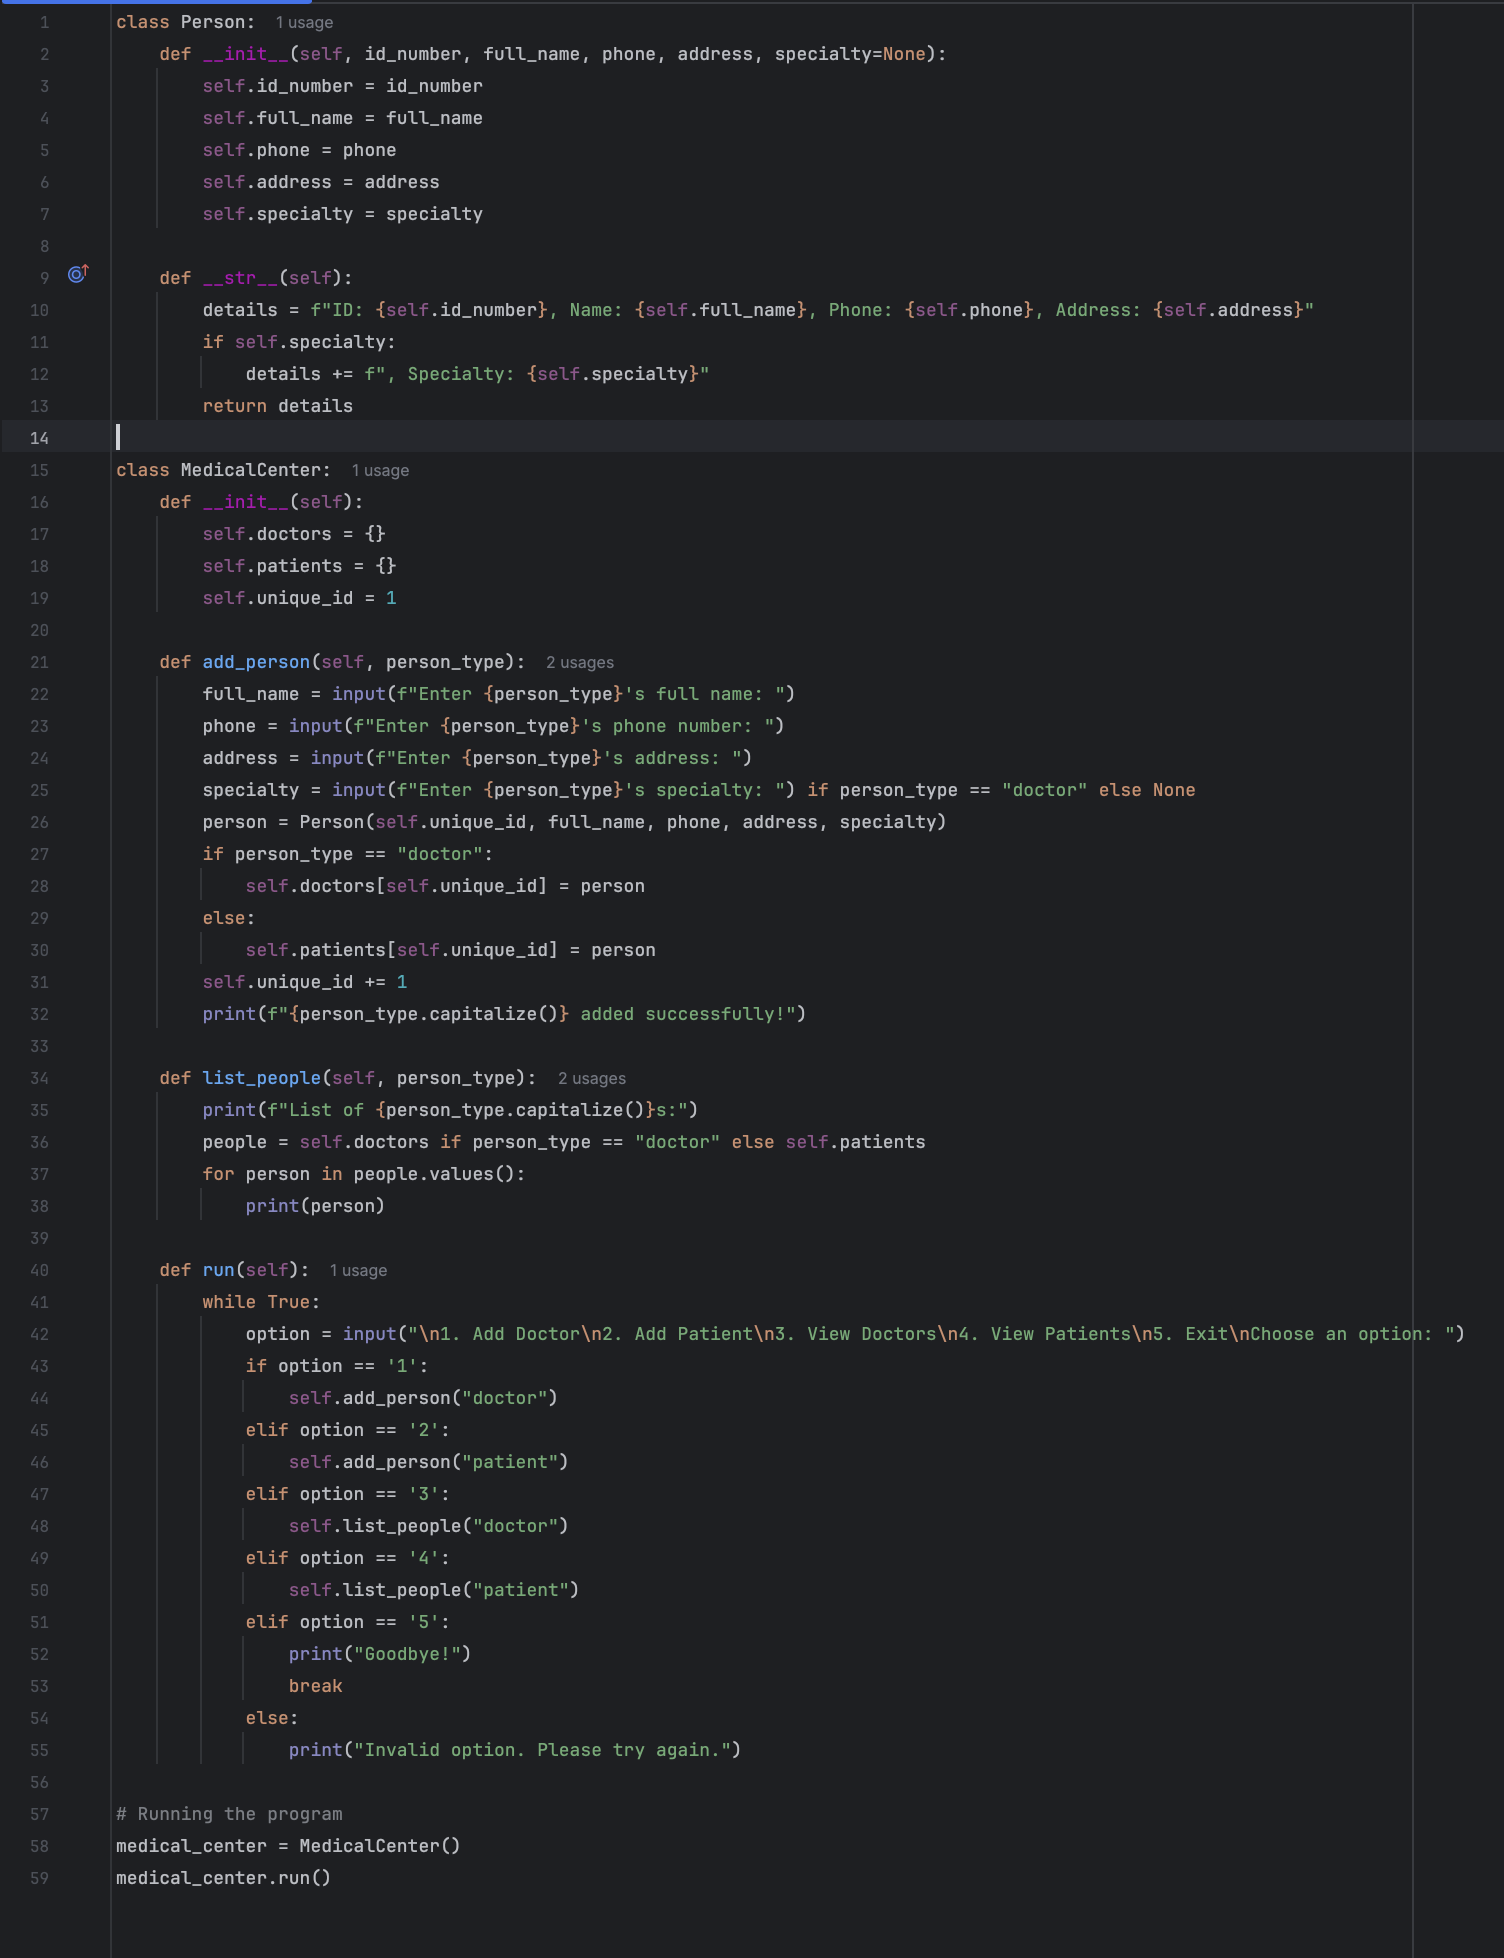 1 class Person: 1 usage
2     def __init__(self, id_number, full_name, phone, address, specialty=None):
3         self.id_number = id_number
4         self.full_name = full_name
5         self.phone = phone
6         self.address = address
7         self.specialty = specialty
8
9     def __str__(self):
10         details = f"ID: {self.id_number}, Name: {self.full_name}, Phone: {self.phone}, Address: {self.address}"
11         if self.specialty:
12             details += f", Specialty: {self.specialty}"
13         return details
14
15 class MedicalCenter: 1 usage
16     def __init__(self):
17         self.doctors = {}
18         self.patients = {}
19         self.unique_id = 1
20
21     def add_person(self, person_type): 2 usages
22         full_name = input(f"Enter {person_type}'s full name: ")
23         phone = input(f"Enter {person_type}'s phone number: ")
24         address = input(f"Enter {person_type}'s address: ")
25         specialty = input(f"Enter {person_type}'s specialty: ") if person_type == "doctor" else None
26         person = Person(self.unique_id, full_name, phone, address, specialty)
27         if person_type == "doctor":
28             self.doctors[self.unique_id] = person
29         else:
30             self.patients[self.unique_id] = person
31         self.unique_id += 1
32         print(f"{person_type.capitalize()} added successfully!")
33
34     def list_people(self, person_type): 2 usages
35         print(f"List of {person_type.capitalize()}s:")
36         people = self.doctors if person_type == "doctor" else self.patients
37         for person in people.values():
38             print(person)
39
40     def run(self): 1 usage
41         while True:
42             option = input("\n1. Add Doctor\n2. Add Patient\n3. View Doctors\n4. View Patients\n5. Exit\nChoose an option: ")
43             if option == '1':
44                 self.add_person("doctor")
45             elif option == '2':
46                 self.add_person("patient")
47             elif option == '3':
48                 self.list_people("doctor")
49             elif option == '4':
50                 self.list_people("patient")
51             elif option == '5':
52                 print("Goodbye!")
53                 break
54             else:
55                 print("Invalid option. Please try again.")
56
57 # Running the program
58 medical_center = MedicalCenter()
59 medical_center.run()